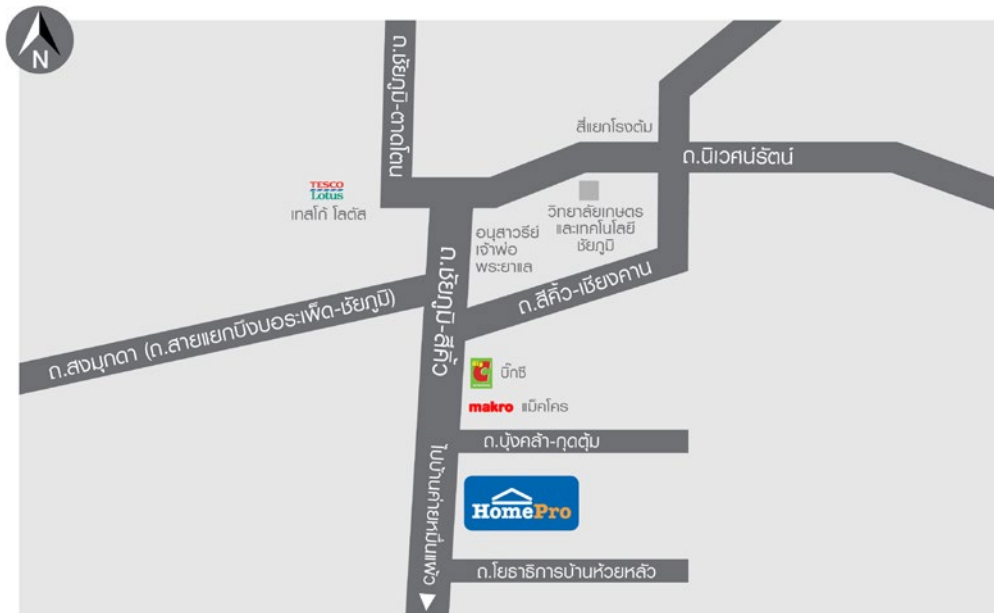 N
ถ.ชัยภูมิ-ตาดโตน
สี่แยกโรงต้ม
ถ.นิเวศน์รัตน์
TESCO
Lotus
เทสโก้ โลตัส
วิทยาลัยเกษตร
และเทคโนโลยี
ชัยภูมิ
อนุสาวรีย์
เจ้าพ่อ
พระยาแล
ถ.ชัยภูมิ-สีคิ้ว
ถ.สีคิ้ว-เชียงคาน
ถ.สงมุกดา (ถ.สายแยกบึงบอระเพ็ด-ชัยภูมิ)
Big
C
บิ๊กซี
makro แม็คโคร
ถ.บุ้งคล้า-กุดตุ้ม
ไปบ้านค่ายหมื่นแผ้ว
HomePro
ถ.โยธาธิการบ้านห้วยหลัว